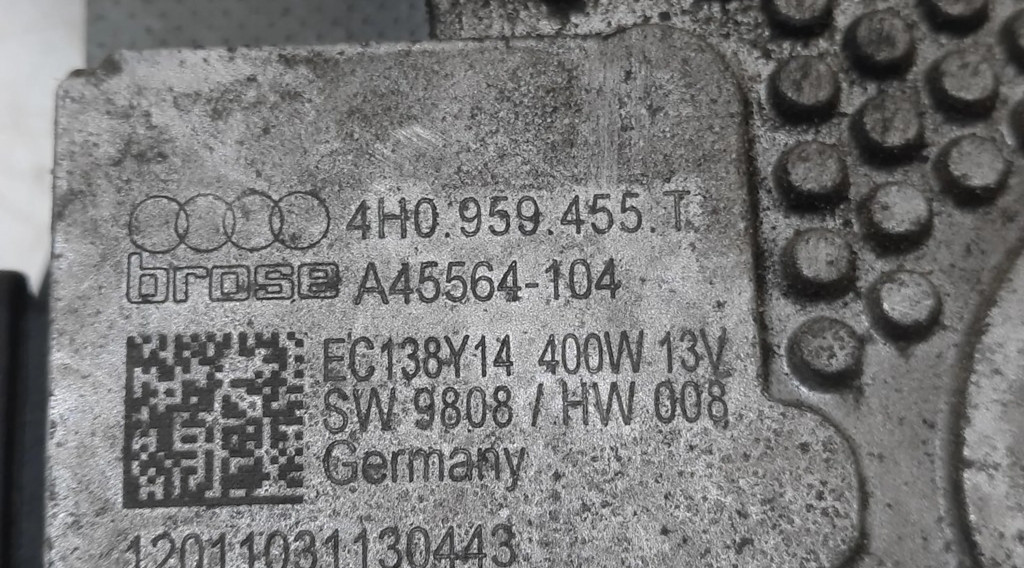 4H0.959.455.T
brose A45564-104
EC138Y14 400W 13V
SW 9808 / HW 008
Germany
12011031130443